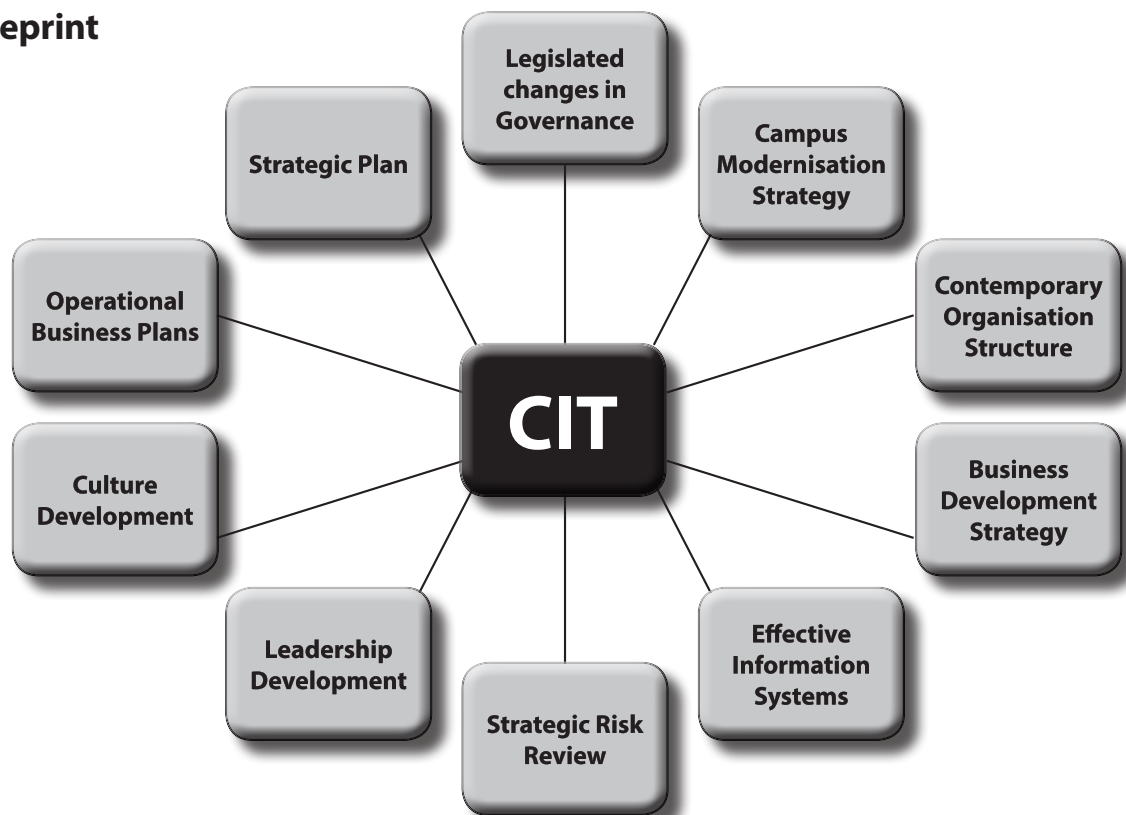 eprint
Legislated
changes in
Governance
Strategic Plan
Campus
Modernisation
Strategy
Operational
Business Plans
Contemporary
Organisation
Structure
CIT
Culture
Development
Business
Development
Strategy
Leadership
Development
Effective
Information
Systems
Strategic Risk
Review